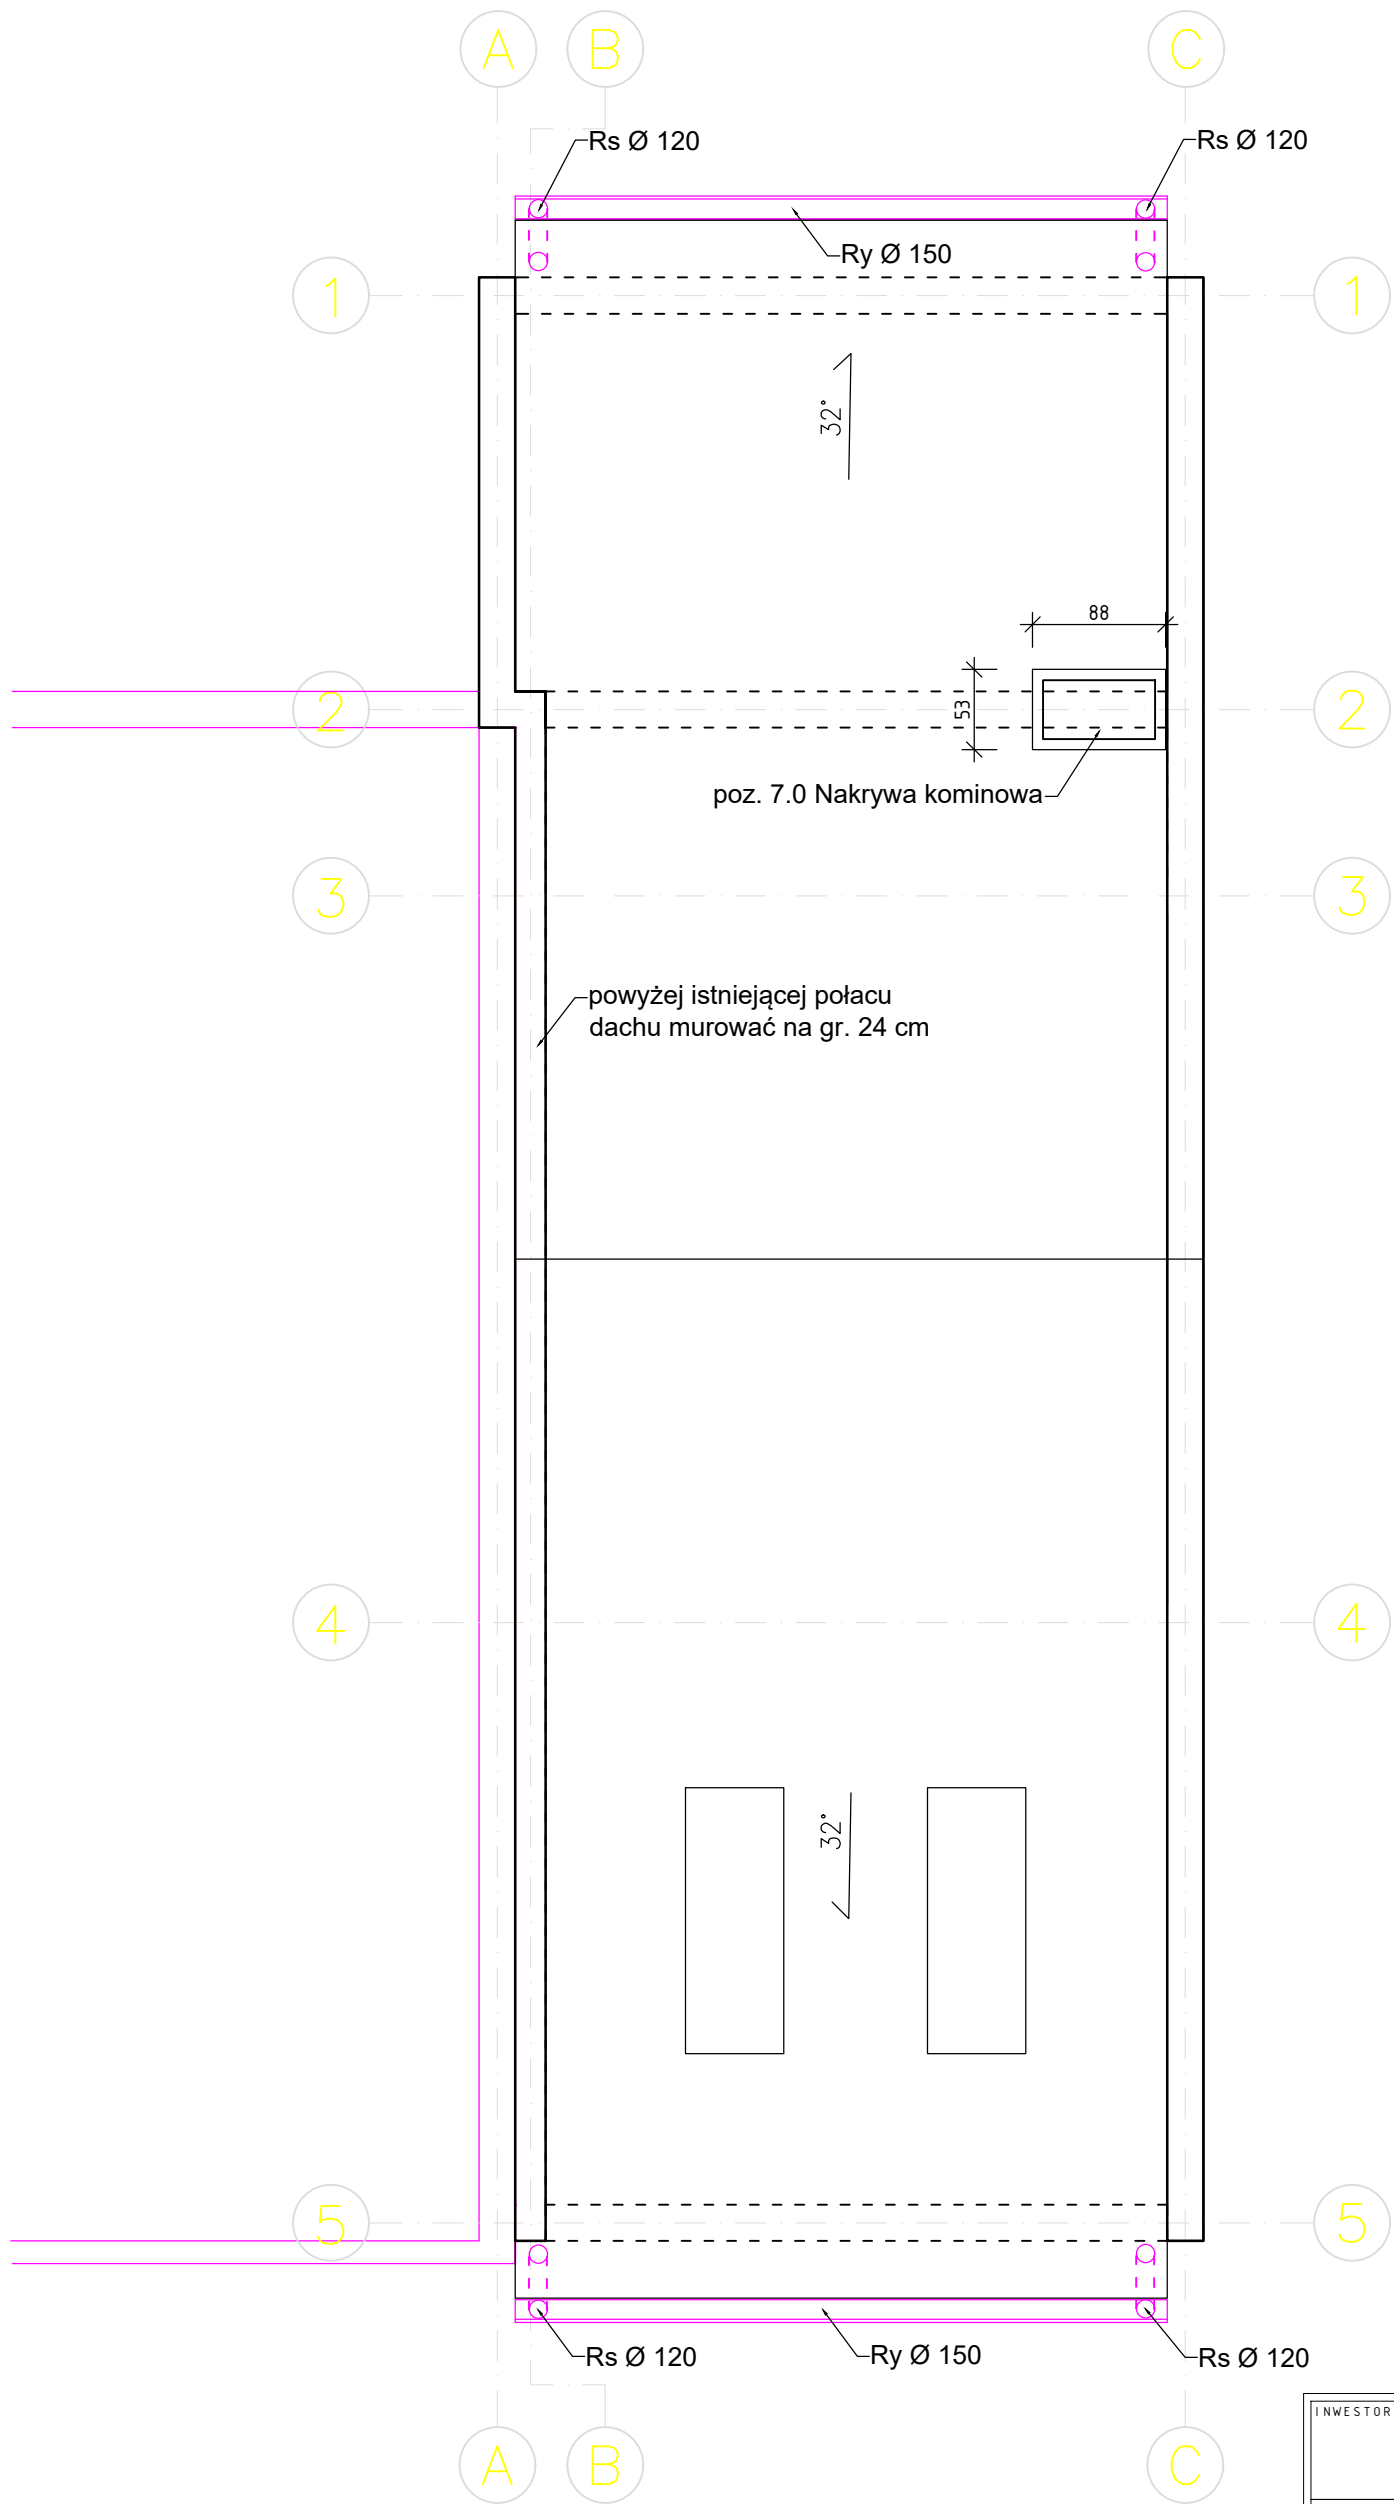 A
B
C
Rs Ø 120
Rs Ø 120
Ry Ø 150
1
1
32°
88
2
53
2
poz. 7.0 Nakrywa kominowa
3
3
powyżej istniejącej połacu
dachu murować na gr. 24 cm
4
4
32°
5
5
Rs Ø 120
Ry Ø 150
Rs Ø 120
INWESTOR
A
B
C